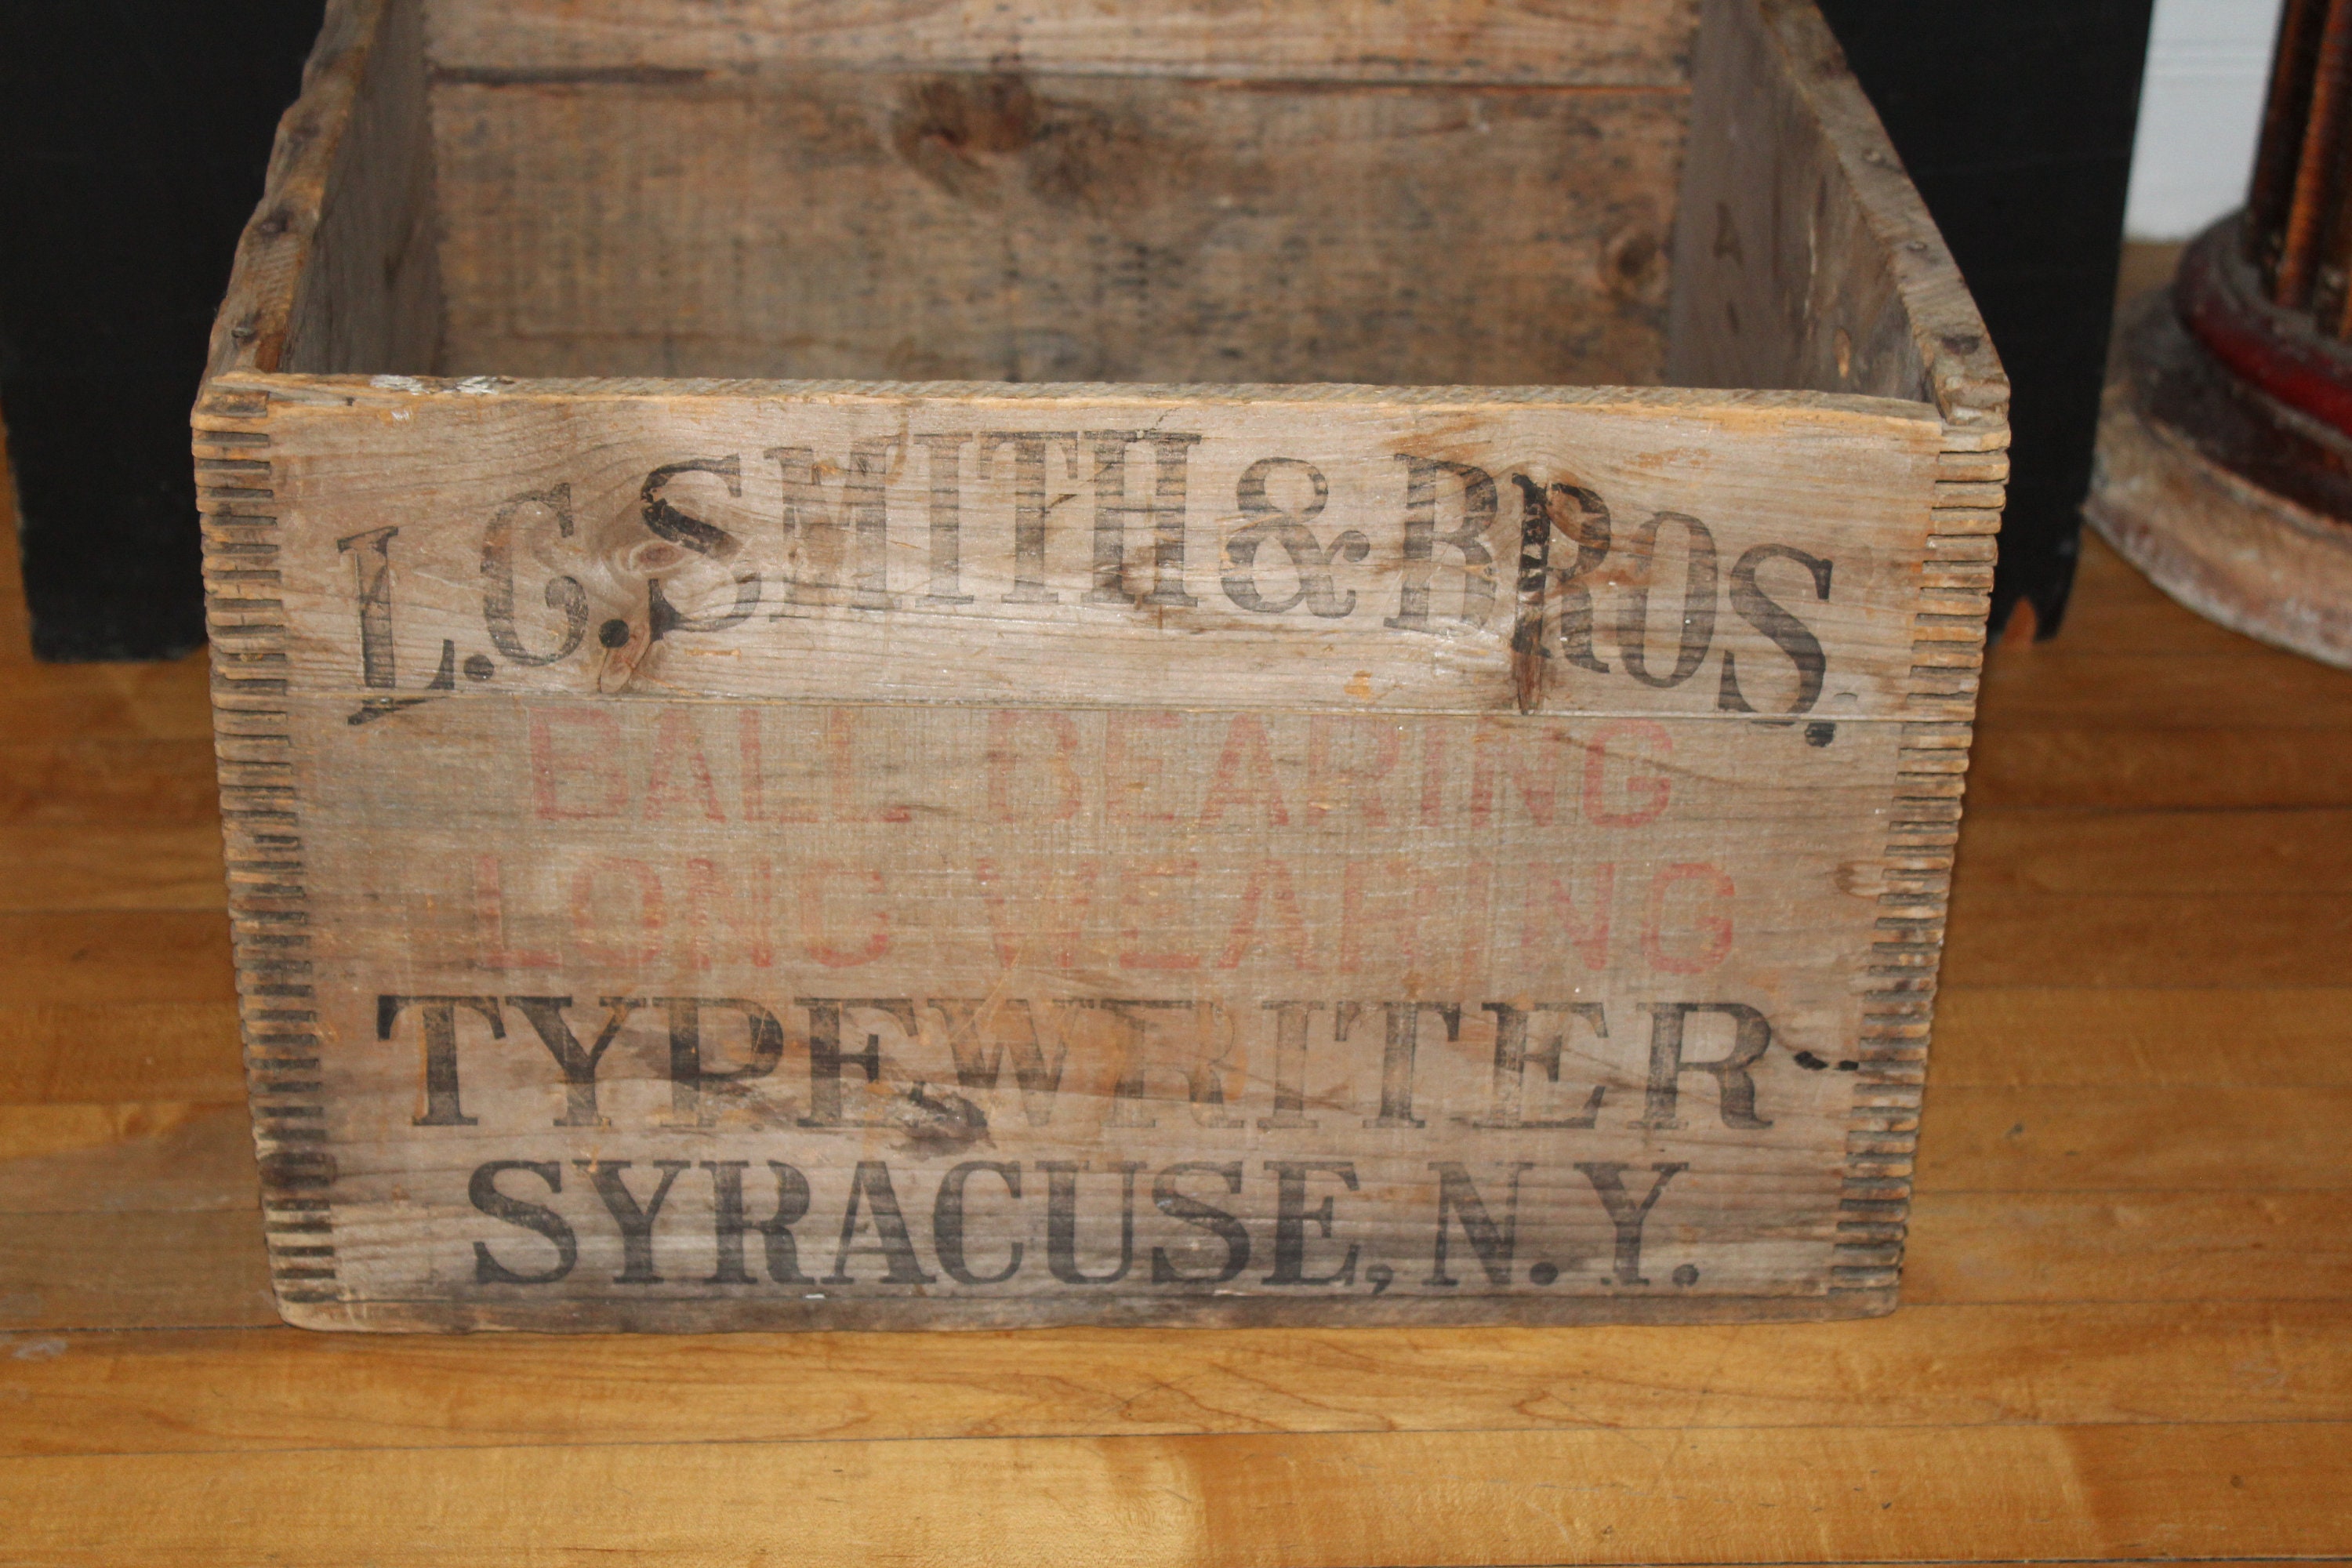 L.C. SMITH & BROS.
BALL BEARING
LONG WEARING
TYPEWRITER
SYRACUSE, N.Y.